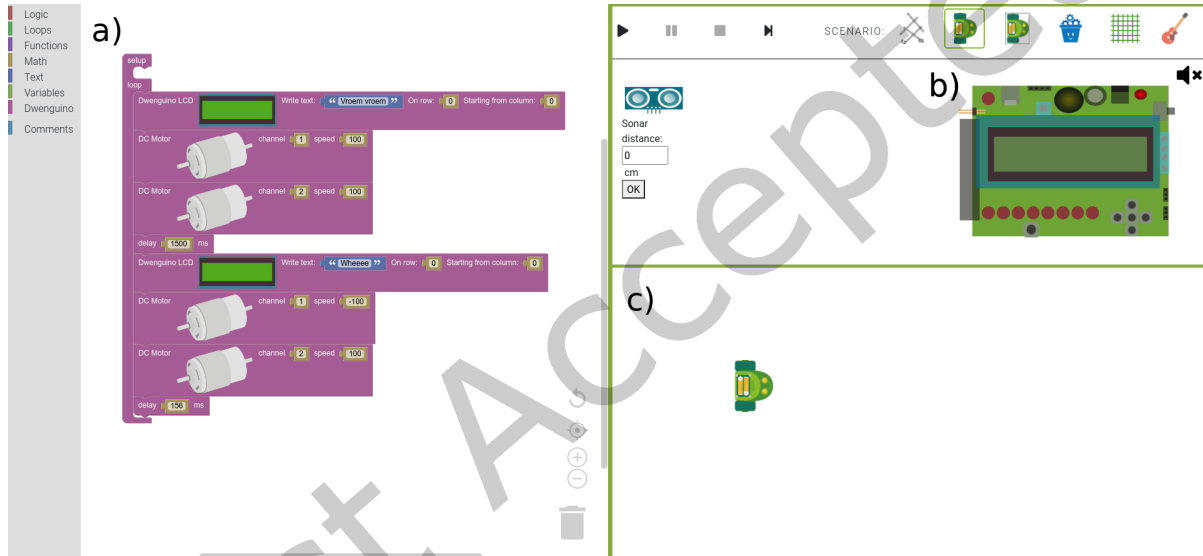 Logic
Loops
Functions
Math
Text
Variables
Dwenguino
Comments
a)
setup
loop
Dwenguino LCD Write text: “ Vroem vroem ” On row: 0 Starting from column: 0
DC Motor channel 1 speed 100
DC Motor channel 2 speed 100
delay 1500 ms
Dwenguino LCD Write text: “ Wheeee ” On row: 0 Starting from column: 0
DC Motor channel 1 speed -100
DC Motor channel 2 speed 100
delay 156 ms
SCENARIO:
b)
Sonar
distance:
0
cm
OK
c)
st Accepted